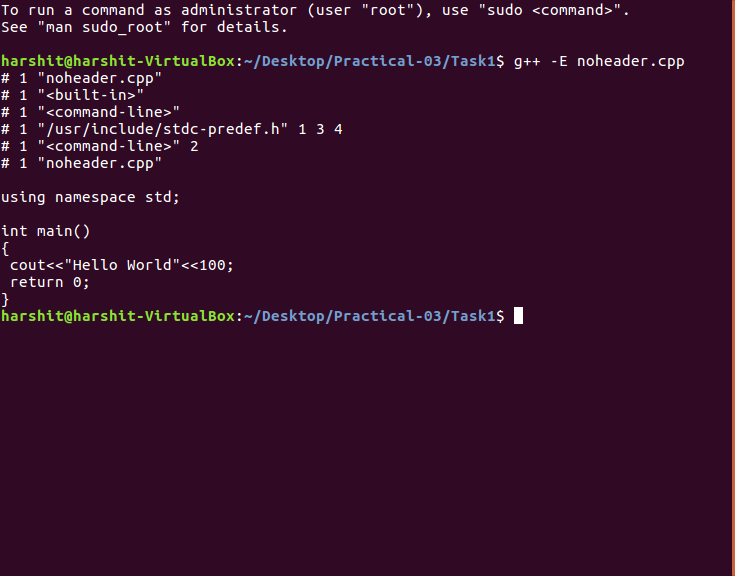 To run a command as administrator (user "root"), use "sudo <command>".
See "man sudo_root" for details.
harshit@harshit-VirtualBox:~/Desktop/Practical-03/Task1$ g++ -E noheader.cpp
# 1 "noheader.cpp"
# 1 "<built-in>"
# 1 "<command-line>"
# 1 "/usr/include/stdc-predef.h" 1 3 4
# 1 "<command-line>" 2
# 1 "noheader.cpp"
using namespace std;
int main()
{
 cout<<"Hello World"<<100;
 return 0;
}
harshit@harshit-VirtualBox:~/Desktop/Practical-03/Task1$